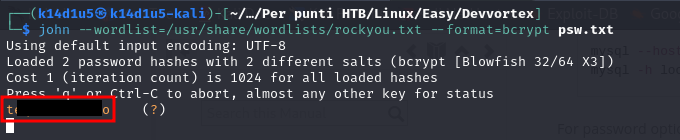 (k14d1u5㉿k14d1u5-kali)-[~/…/Per punti HTB/Linux/Easy/Devvortex]
$ john --wordlist=/usr/share/wordlists/rockyou.txt --format=bcrypt psw.txt
Using default input encoding: UTF-8
Loaded 2 password hashes with 2 different salts (bcrypt [Blowfish 32/64 X3])
Cost 1 (iteration count) is 1024 for all loaded hashes
Press 'q' or Ctrl-C to abort, almost any other key for status
(?)